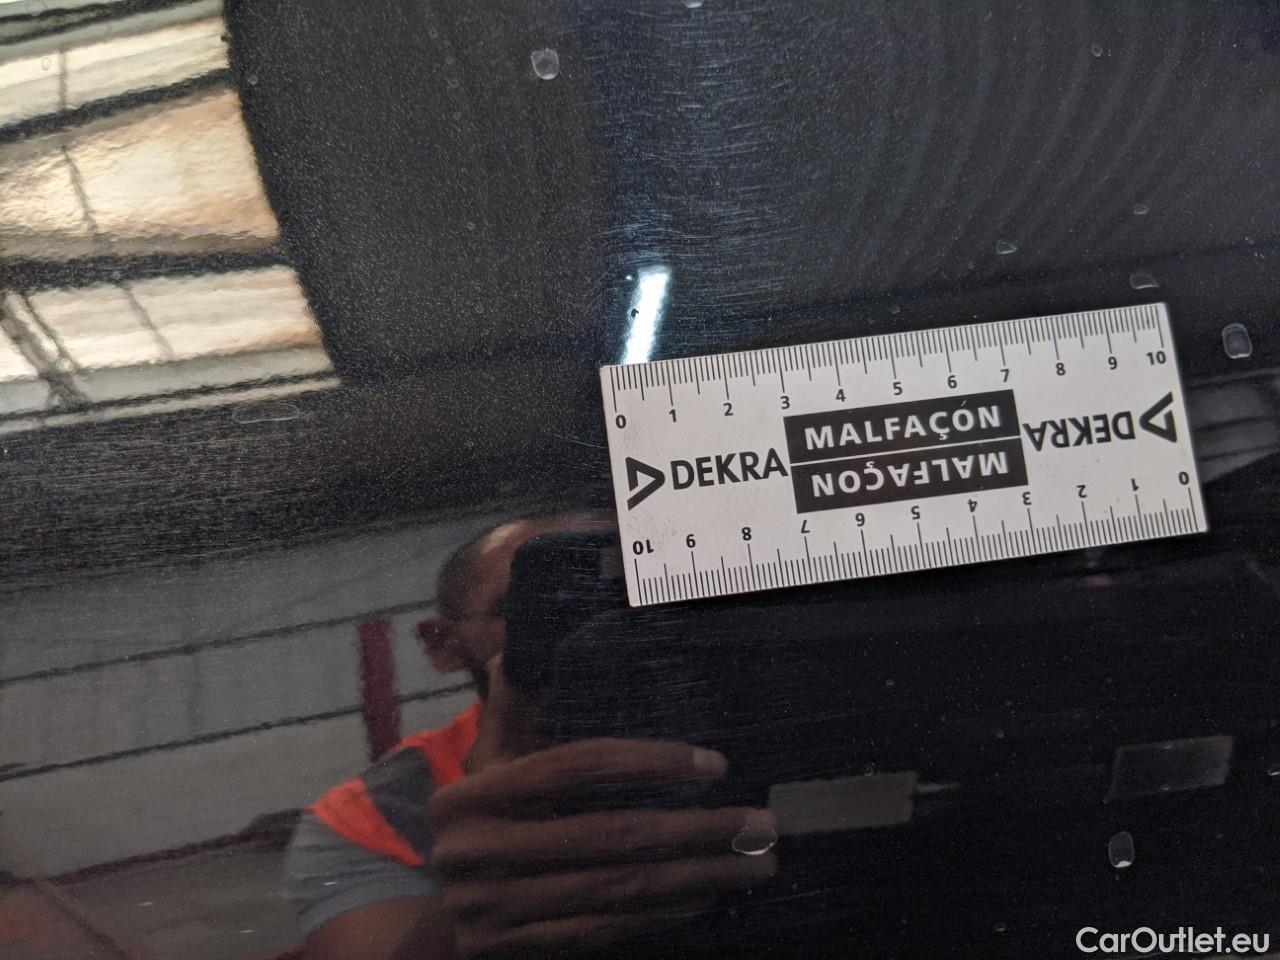 0 1 2 3 4 5 6 7 8 9 10
DEKRA
MALFAÇÓN
MALFAÇON
DEKRA
10 9 8 7 6 5 4 3 2 1 0
CarOutlet.eu